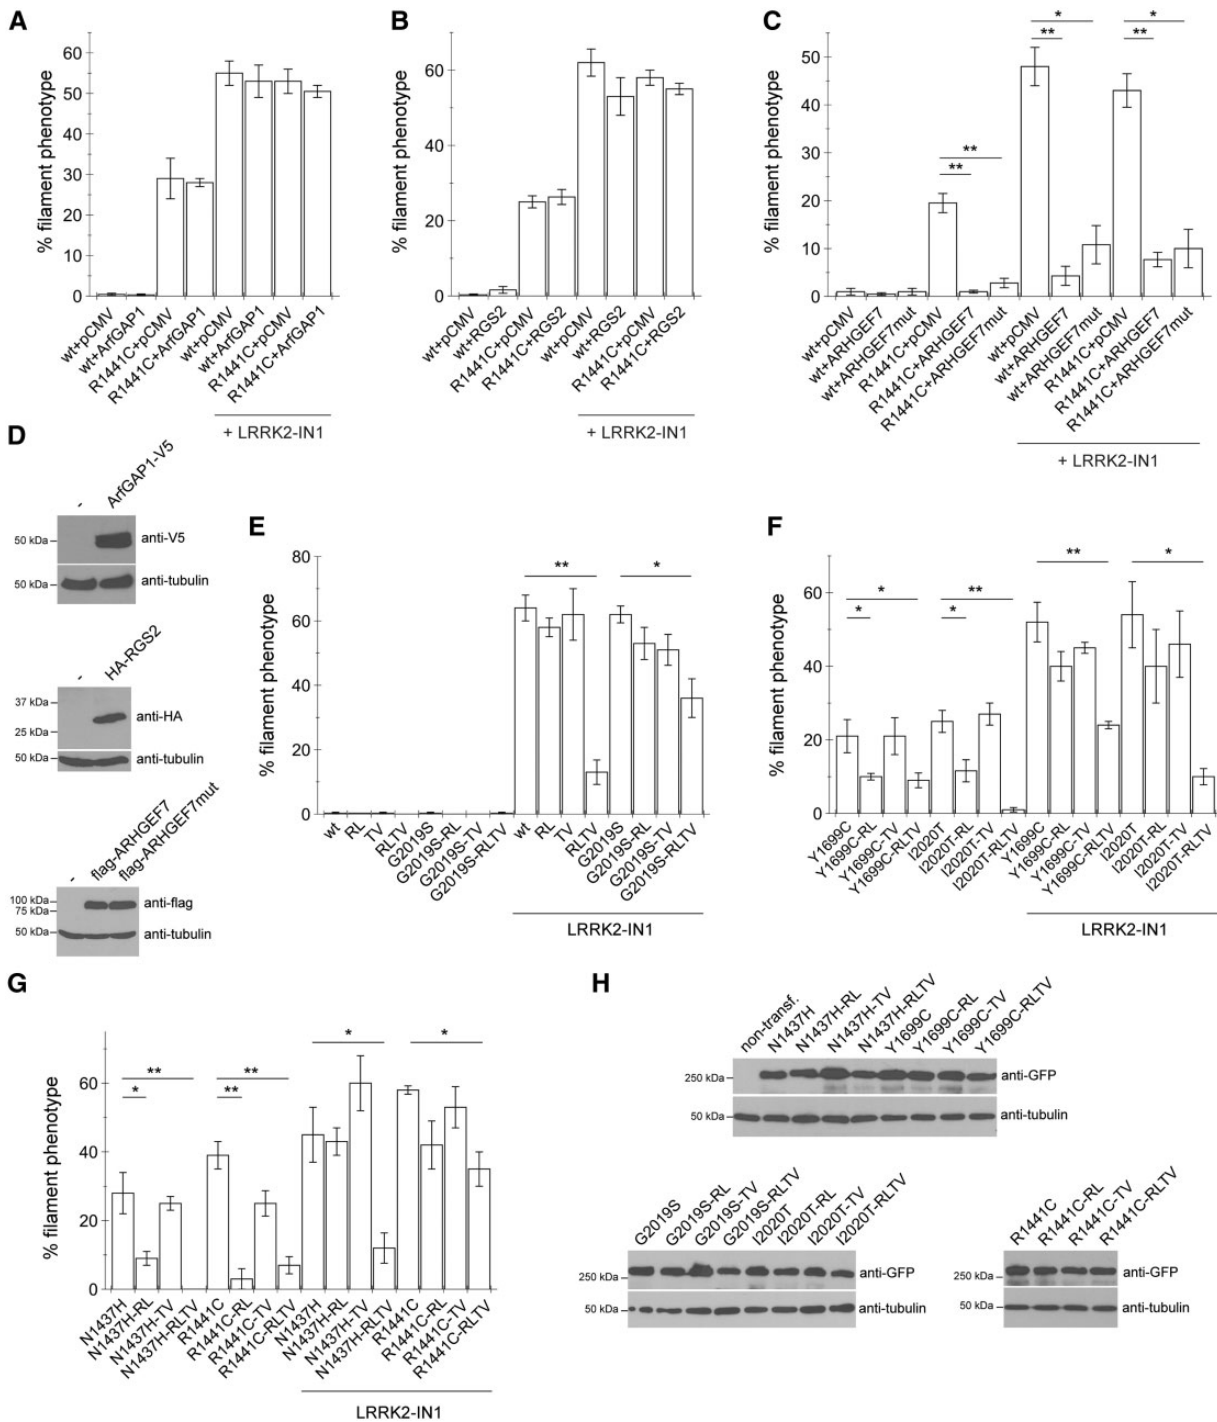 A
% filament phenotype
60
50
40
30
20
10
0
wt+pCMV
wt+ArfGAP1
R1441C+pCMV
R1441C+ArfGAP1
wt+pCMV
wt+ArfGAP1
R1441C+pCMV
R1441C+ArfGAP1
+ LRRK2-IN1
B
% filament phenotype
60
40
20
0
wt+pCMV
wt+RGS2
R1441C+pCMV
R1441C+RGS2
wt+pCMV
wt+RGS2
R1441C+pCMV
R1441C+RGS2
+ LRRK2-IN1
C
% filament phenotype
50
40
30
20
10
0
**
**
*
**
*
**
wt+pCMV
wt+ARHGEF7
wt+ARHGEF7mut
R1441C+pCMV
R1441C+ARHGEF7
R1441C+ARHGEF7mut
wt+pCMV
wt+ARHGEF7
wt+ARHGEF7mut
R1441C+pCMV
R1441C+ARHGEF7
R1441C+ARHGEF7mut
+ LRRK2-IN1
D
-
ArfGAP1-V5
50 kDa
anti-V5
50 kDa
anti-tubulin
-
HA-RGS2
37 kDa
anti-HA
25 kDa
50 kDa
anti-tubulin
-
flag-ARHGEF7
flag-ARHGEF7mut
100 kDa
anti-flag
75 kDa
50 kDa
anti-tubulin
E
% filament phenotype
80
60
40
20
0
**
*
wt
RL
TV
RLTV
G2019S
G2019S-RL
G2019S-TV
G2019S-RLTV
wt
RL
TV
RLTV
G2019S
G2019S-RL
G2019S-TV
G2019S-RLTV
LRRK2-IN1
F
% filament phenotype
60
40
20
0
*
*
**
*
**
*
Y1699C
Y1699C-RL
Y1699C-TV
Y1699C-RLTV
I2020T
I2020T-RL
I2020T-TV
I2020T-RLTV
Y1699C
Y1699C-RL
Y1699C-TV
Y1699C-RLTV
I2020T
I2020T-RL
I2020T-TV
I2020T-RLTV
LRRK2-IN1
G
% filament phenotype
60
40
20
0
**
*
**
**
*
*
N1437H
N1437H-RL
N1437H-TV
N1437H-RLTV
R1441C
R1441C-RL
R1441C-TV
R1441C-RLTV
N1437H
N1437H-RL
N1437H-TV
N1437H-RLTV
R1441C
R1441C-RL
R1441C-TV
R1441C-RLTV
LRRK2-IN1
H
non-transf.
N1437H
N1437H-RL
N1437H-TV
N1437H-RLTV
Y1699C
Y1699C-RL
Y1699C-TV
Y1699C-RLTV
250 kDa
anti-GFP
50 kDa
anti-tubulin
G2019S
G2019S-RL
G2019S-TV
G2019S-RLTV
I2020T
I2020T-RL
I2020T-TV
I2020T-RLTV
250 kDa
anti-GFP
50 kDa
anti-tubulin
R1441C
R1441C-RL
R1441C-TV
R1441C-RLTV
250 kDa
anti-GFP
50 kDa
anti-tubulin